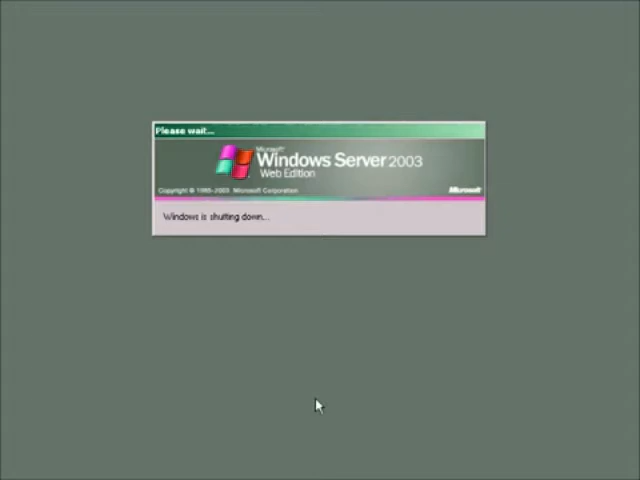 Please wait...
Microsoft
Windows Server 2003
Web Edition
Copyright © 1985-2003 Microsoft Corporation
Microsoft
Windows is shutting down...